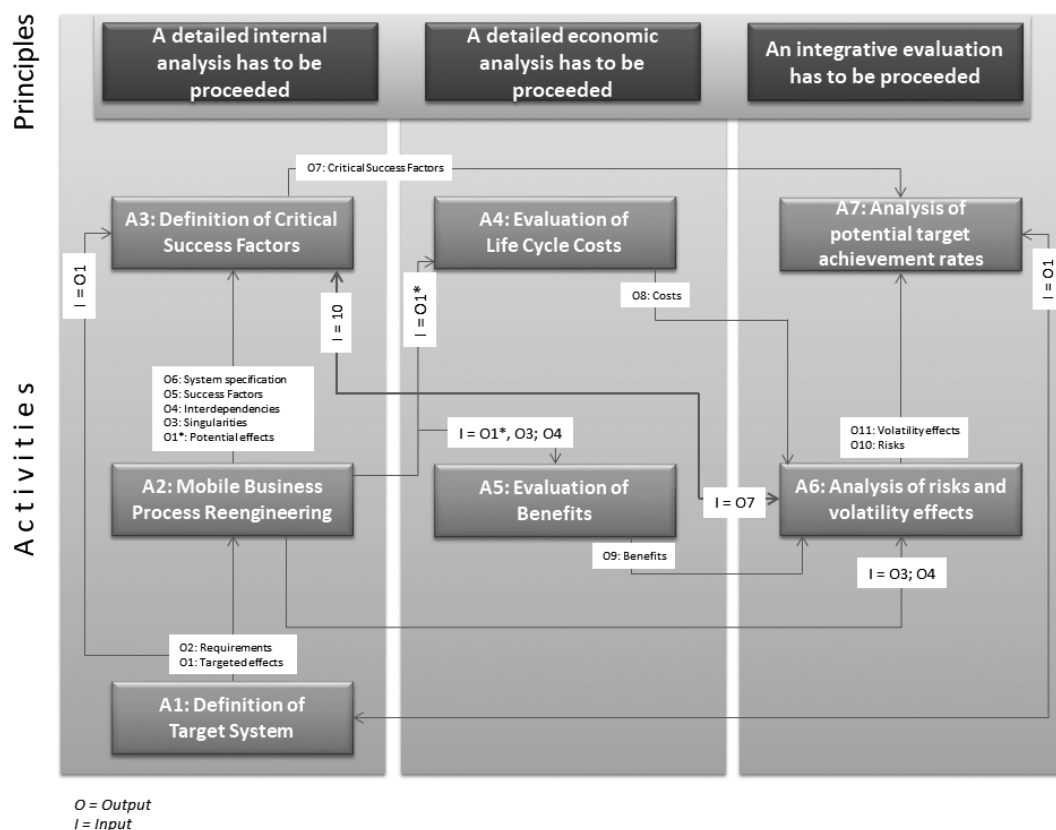 Principles
A detailed internal
analysis has to be
proceeded
A detailed economic
analysis has to be
proceeded
An integrative evaluation
has to be proceeded
O7: Critical Success Factors
A3: Definition of Critical
Success Factors
A4: Evaluation of
Life Cycle Costs
A7: Analysis of
potential target
achievement rates
I = O1
I = 10
I = O1*
O8: Costs
I = O1
Activities
O6: System specification
O5: Success Factors
O4: Interdependencies
O3: Singularities
O1*: Potential effects
I = O1*, O3; O4
O11: Volatility effects
O10: Risks
A2: Mobile Business
Process Reengineering
A5: Evaluation of
Benefits
I = O7
A6: Analysis of risks and
volatility effects
O9: Benefits
I = O3; O4
O2: Requirements
O1: Targeted effects
A1: Definition of
Target System
O = Output
I = Input